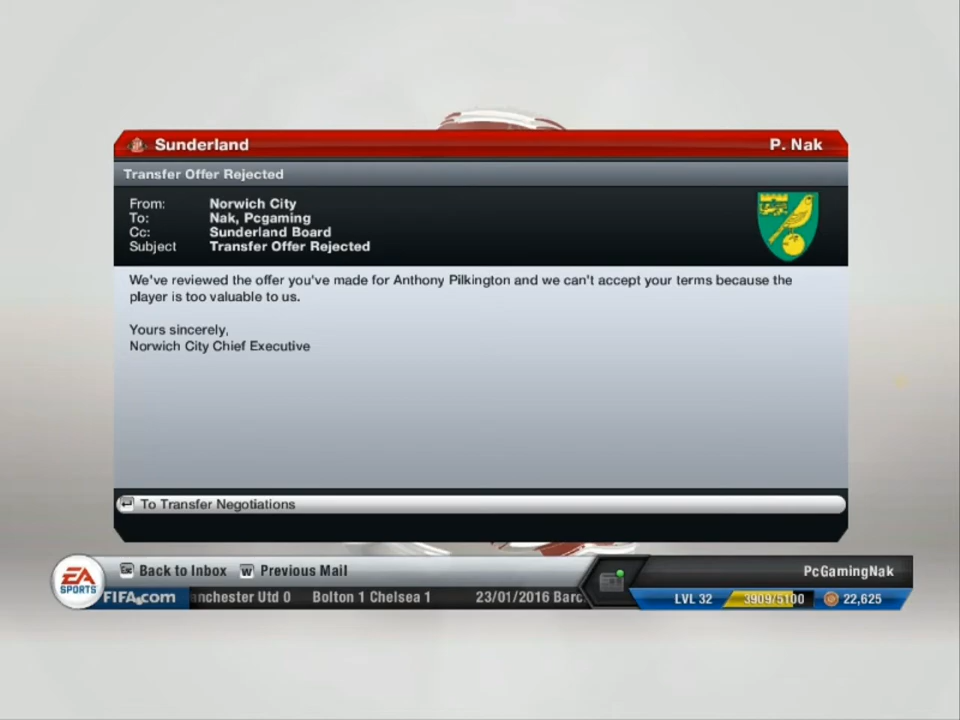 Sunderland
P. Nak
Transfer Offer Rejected
From: Norwich City
To: Nak, Pcgaming
Cc: Sunderland Board
Subject Transfer Offer Rejected
We've reviewed the offer you've made for Anthony Pilkington and we can't accept your terms because the
player is too valuable to us.
Yours sincerely,
Norwich City Chief Executive
To Transfer Negotiations
Esc Back to Inbox W Previous Mail
PcGamingNak
EA
SPORTS
FIFA.com
anchester Utd 0 Bolton 1 Chelsea 1 23/01/2016 Barc
LVL 32 3909/5100 22,625